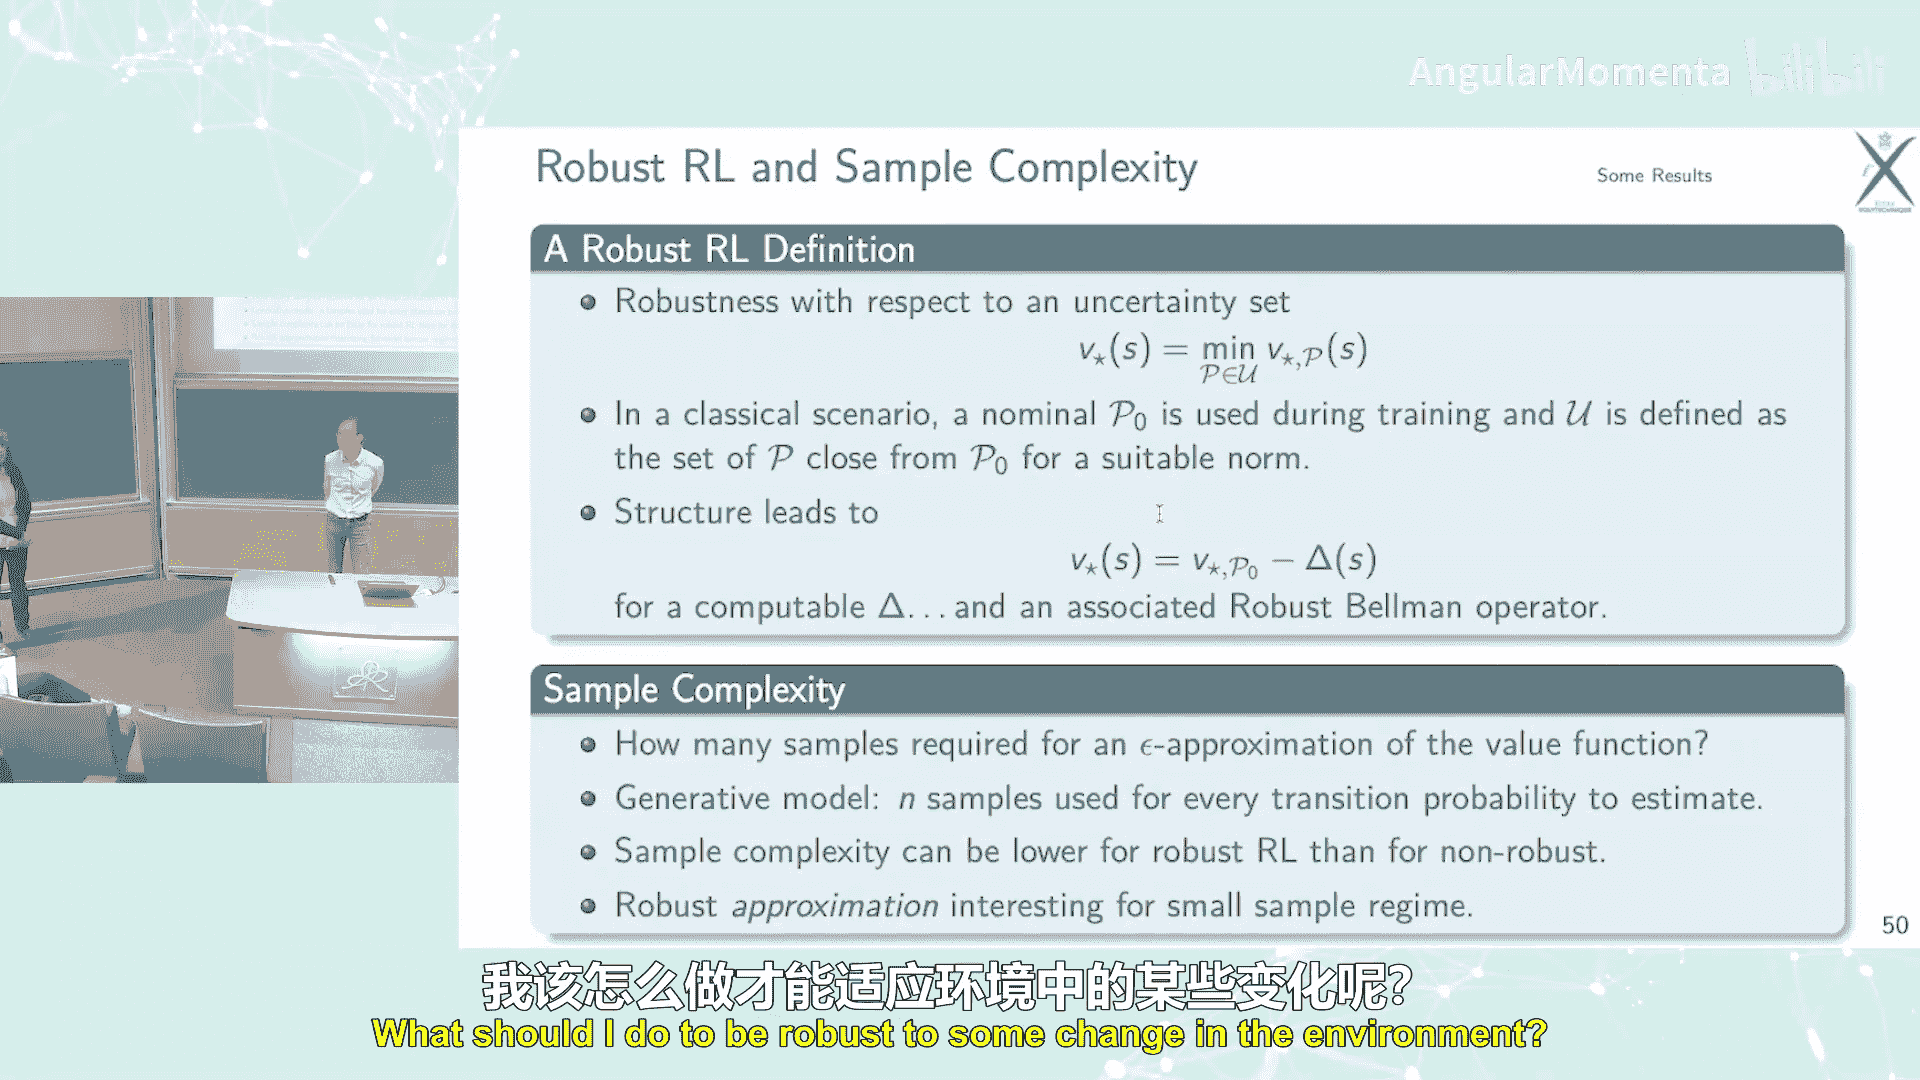 AngularMomenta bilibili
Robust RL and Sample Complexity
Some Results
A Robust RL Definition
Robustness with respect to an uncertainty set
v⋆(s) = min_{𝒫∈𝒰} v⋆,𝒫(s)
In a classical scenario, a nominal 𝒫₀ is used during training and 𝒰 is defined as
the set of 𝒫 close from 𝒫₀ for a suitable norm.
Structure leads to
v⋆(s) = v⋆,𝒫₀ − Δ(s)
for a computable Δ... and an associated Robust Bellman operator.
Sample Complexity
How many samples required for an ϵ-approximation of the value function?
Generative model: n samples used for every transition probability to estimate.
Sample complexity can be lower for robust RL than for non-robust.
Robust approximation interesting for small sample regime.
50
我该怎么做才能适应环境中的某些变化呢?
What should I do to be robust to some change in the environment?